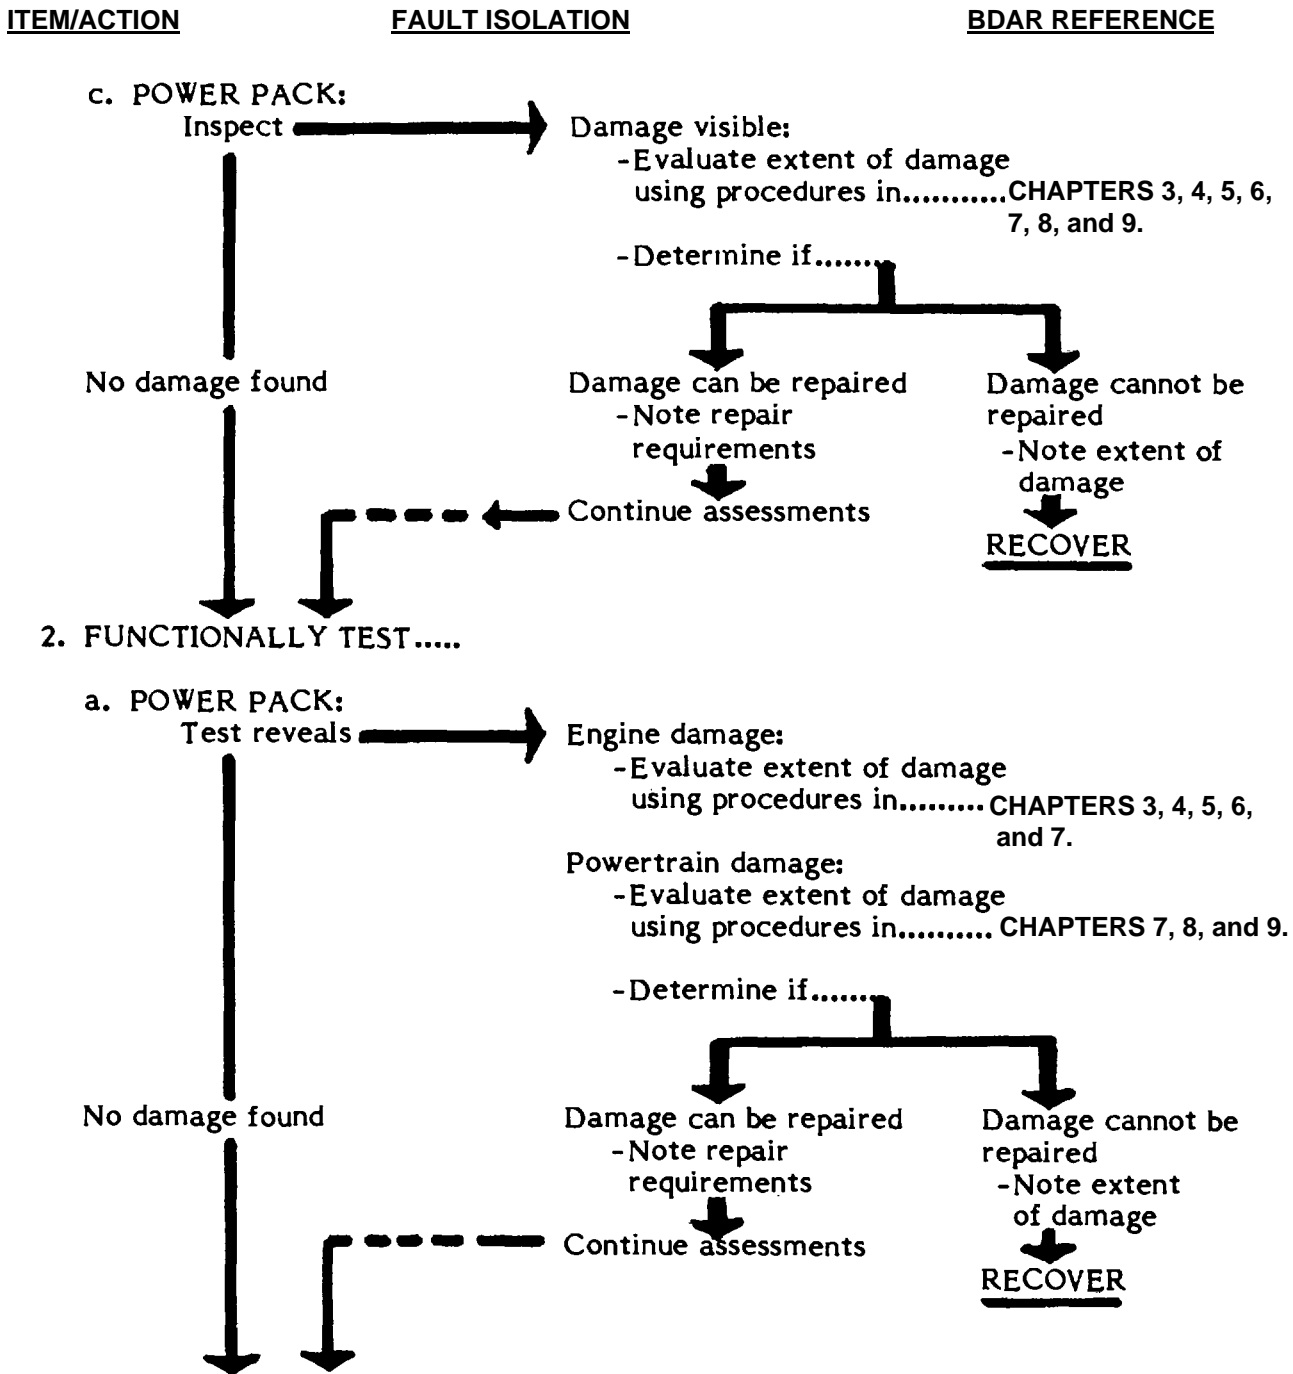 ITEM/ACTION FAULT ISOLATION BDAR REFERENCE
c. POWER PACK:
Inspect
Damage visible:
-Evaluate extent of damage
using procedures in...........CHAPTERS 3, 4, 5, 6,
7, 8, and 9.
-Determine if........
No damage found
Damage can be repaired
-Note repair
requirements
Continue assessments
Damage cannot be
repaired
-Note extent of
damage
RECOVER
2. FUNCTIONALLY TEST.....
a. POWER PACK:
Test reveals
Engine damage:
-Evaluate extent of damage
using procedures in......... CHAPTERS 3, 4, 5, 6,
and 7.
Powertrain damage:
-Evaluate extent of damage
using procedures in.......... CHAPTERS 7, 8, and 9.
-Determine if........
No damage found
Damage can be repaired
-Note repair
requirements
Continue assessments
Damage cannot be
repaired
-Note extent
of damage
RECOVER